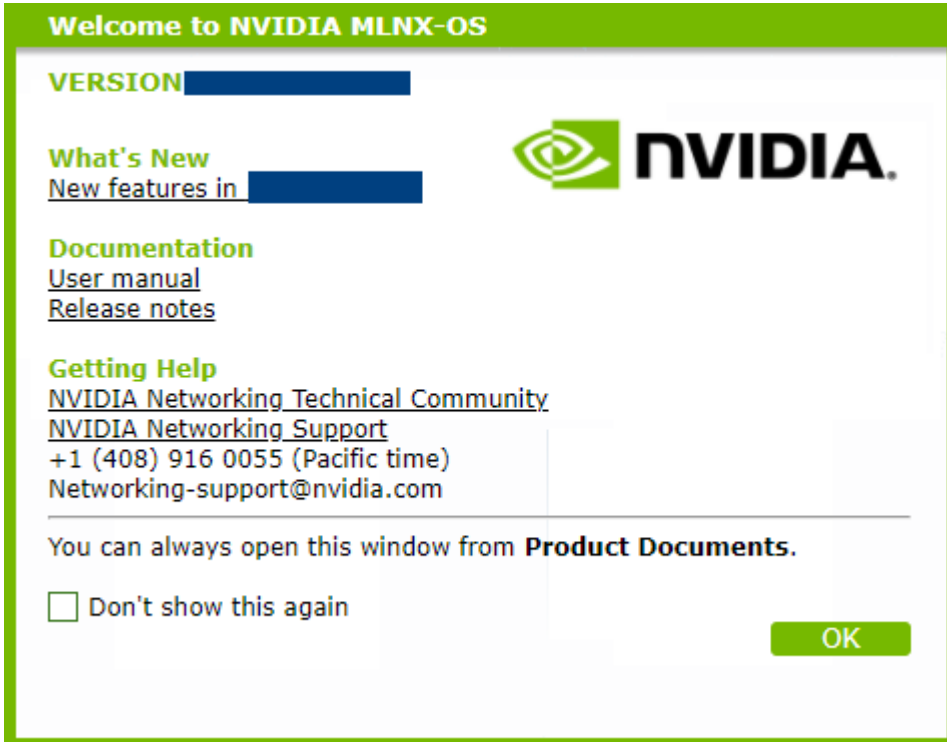 Welcome to NVIDIA MLNX-OS
VERSION
What's New
New features in
NVIDIA.
Documentation
User manual
Release notes
Getting Help
NVIDIA Networking Technical Community
NVIDIA Networking Support
+1 (408) 916 0055 (Pacific time)
Networking-support@nvidia.com
You can always open this window from Product Documents.
Don't show this again
OK